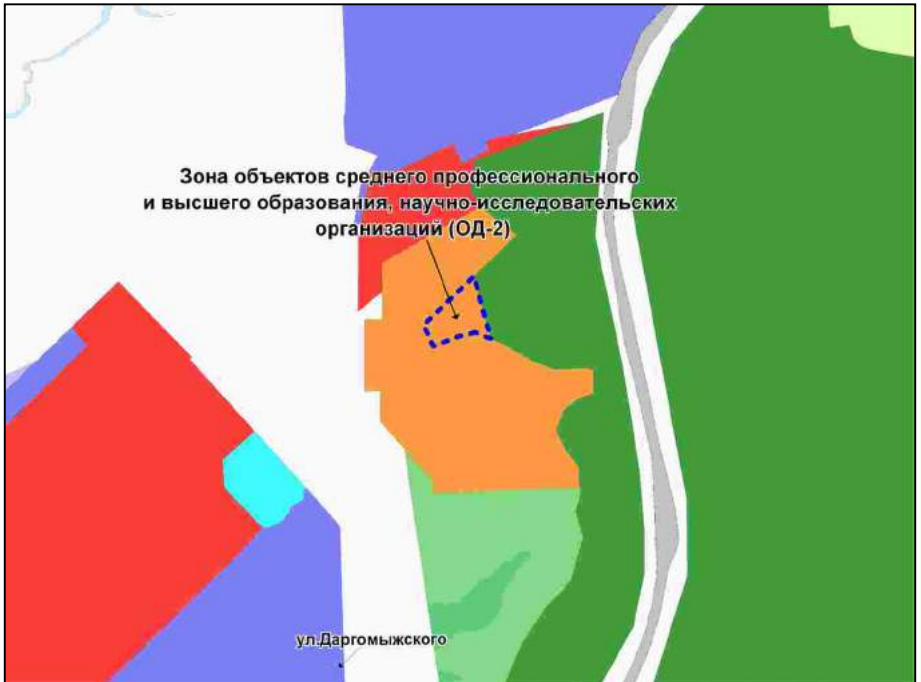 Зона объектов среднего профессионального
и высшего образования, научно-исследовательских
организаций (ОД-2)
ул.Даргомыжского